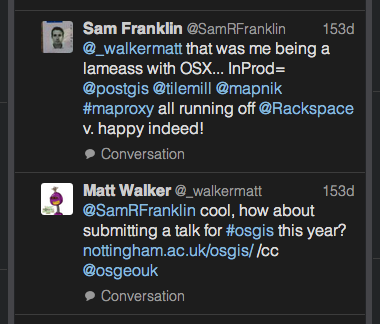 Sam Franklin @SamRFranklin 153d
@_walkermatt that was me being a
lameass with OSX... InProd=
@postgis @tilemill @mapnik
#maproxy all running off @Rackspace
v. happy indeed!
Conversation
Matt Walker @_walkermatt 153d
@SamRFranklin cool, how about
submitting a talk for #osgis this year?
nottingham.ac.uk/osgis/ /cc
@osgeouk
Conversation